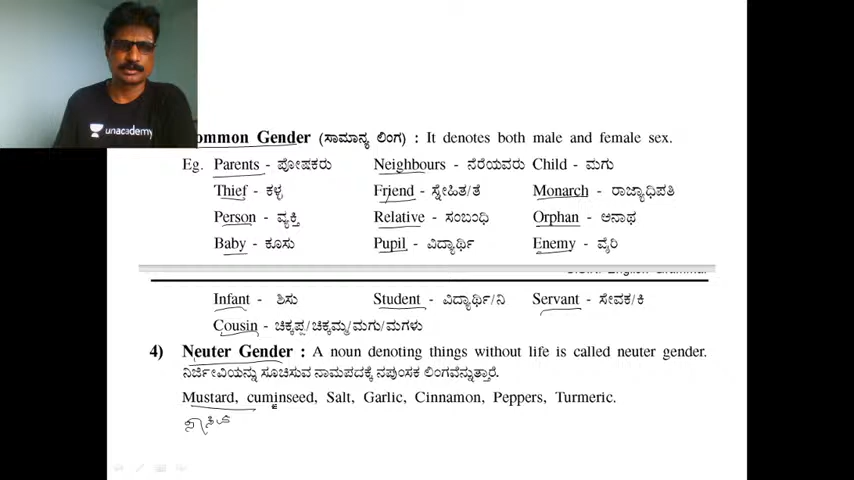 unacademy
ommon Gender (ಸಾಮಾನ್ಯ ಲಿಂಗ) : It denotes both male and female sex.
Eg. Parents - ಪೋಷಕರು Neighbours - ನೆರೆಯವರು Child - ಮಗು
Thief - ಕಳ್ಳ Friend - ಸ್ನೇಹಿತ/ತೆ Monarch - ರಾಜ್ಯಾಧಿಪತಿ
Person - ವ್ಯಕ್ತಿ Relative - ಸಂಬಂಧಿ Orphan - ಅನಾಥ
Baby - ಕೂಸು Pupil - ವಿದ್ಯಾರ್ಥಿ Enemy - ವೈರಿ
English Grammar
Infant - ಶಿಸು Student - ವಿದ್ಯಾರ್ಥಿ/ನಿ Servant - ಸೇವಕ/ಕಿ
Cousin - ಚಿಕ್ಕಪ್ಪ/ಚಿಕ್ಕಮ್ಮ/ಮಗು/ಮಗಳು
4) Neuter Gender : A noun denoting things without life is called neuter gender.
ನಿರ್ಜೀವಿಯನ್ನು ಸೂಚಿಸುವ ನಾಮಪದಕ್ಕೆ ನಪುಂಸಕ ಲಿಂಗವೆನ್ನುತ್ತಾರೆ.
Mustard, cuminseed, Salt, Garlic, Cinnamon, Peppers, Turmeric.